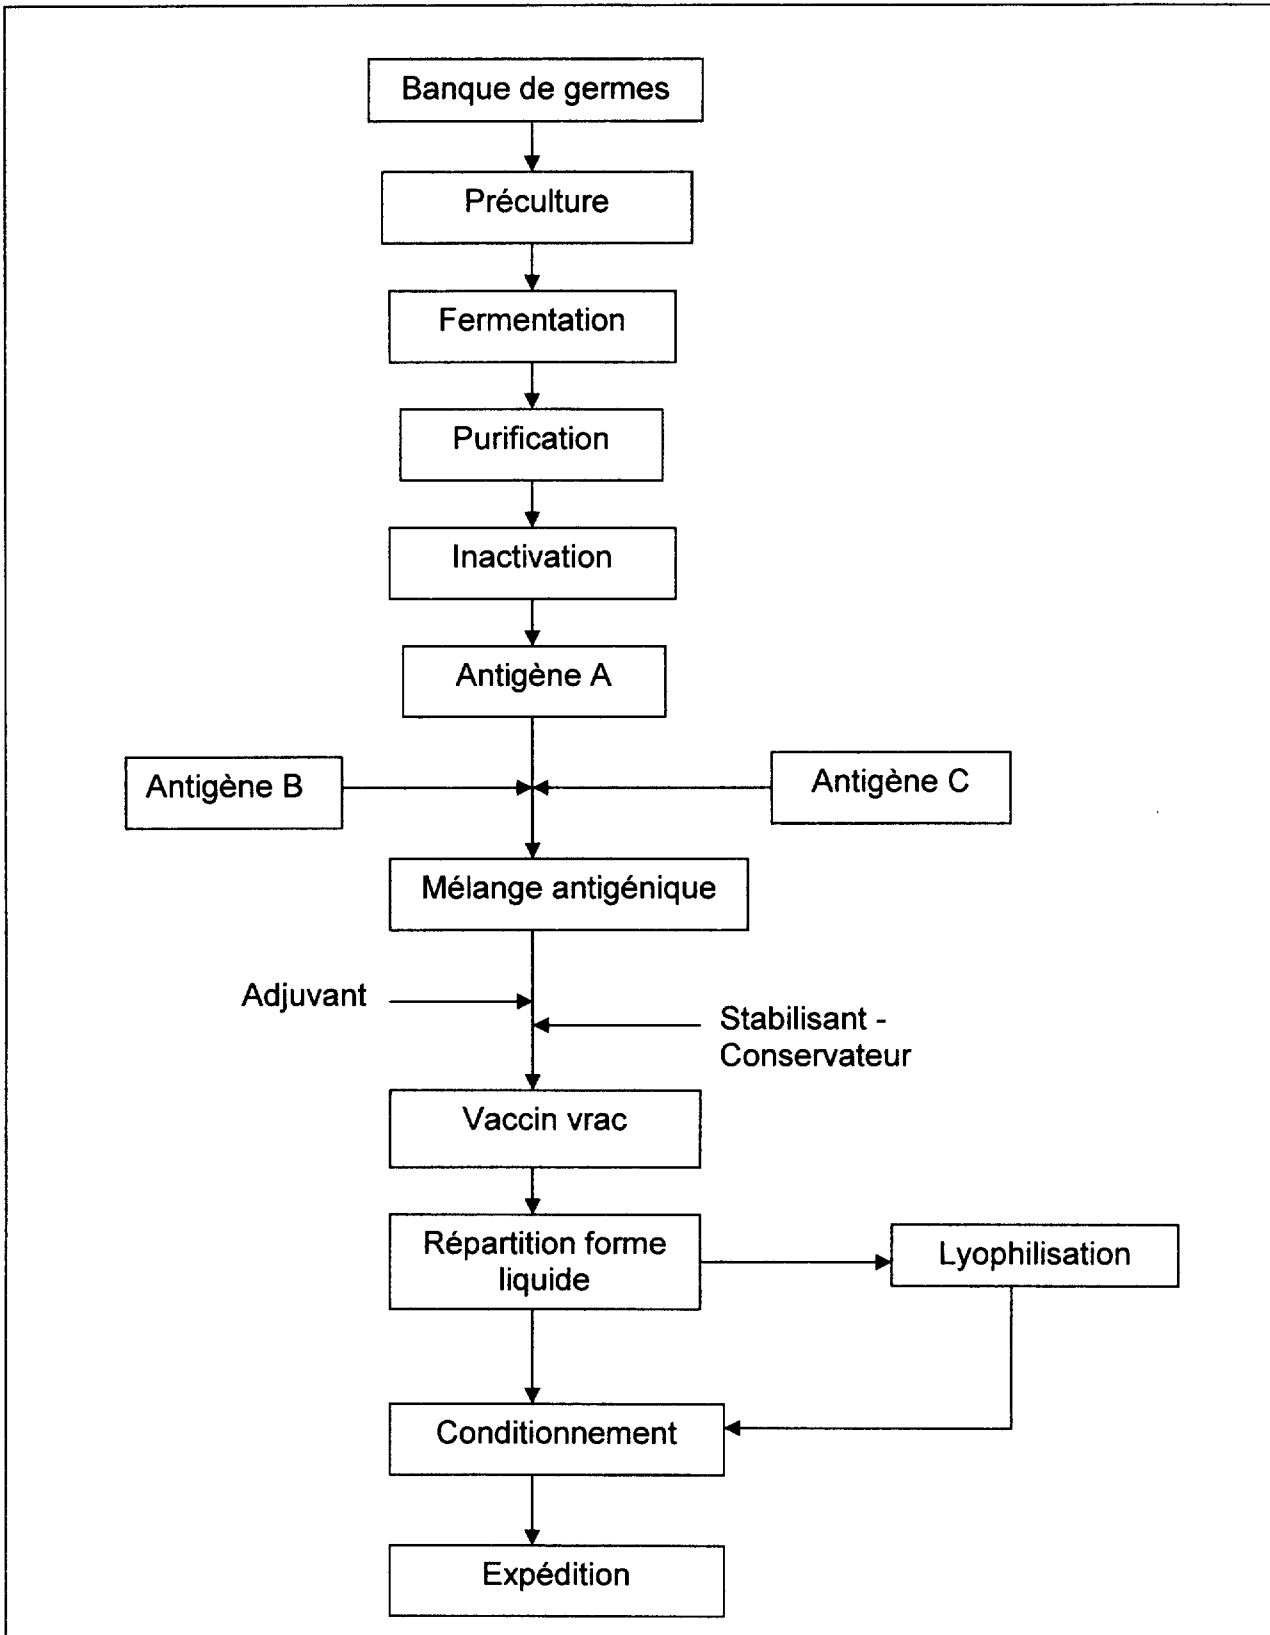 Banque de germes
Préculture
Fermentation
Purification
Inactivation
Antigène A
Antigène B
Antigène C
Mélange antigénique
Adjuvant
Stabilisant -
Conservateur
Vaccin vrac
Répartition forme
liquide
Lyophilisation
Conditionnement
Expédition